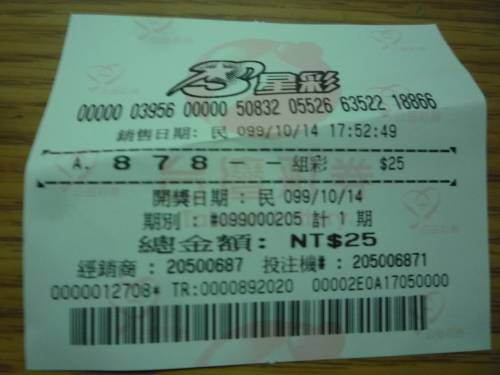 3星彩
00000 03956 00000 50832 05526 63522 18866
銷售日期: 民 099/10/14 17:52:49
A. 8 7 8 - - 組彩 $25
開獎日期 : 民 099/10/14
期別 : #099000205 計 1 期
總金額: NT$25
經銷商 : 20500687 投注機# : 205006871
0000012708* TR:0000892020 00002E0A17050000